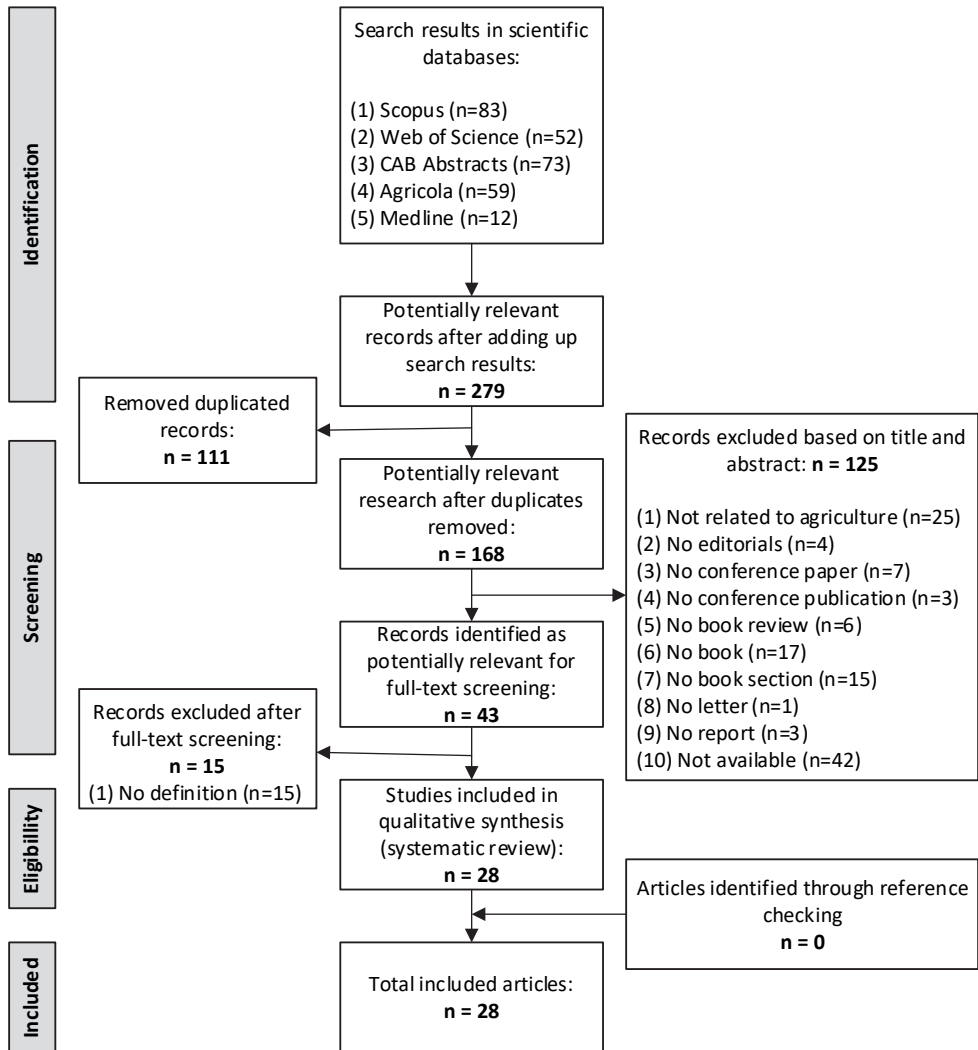 Identification
Search results in scientific
databases:
(1) Scopus (n=83)
(2) Web of Science (n=52)
(3) CAB Abstracts (n=73)
(4) Agricola (n=59)
(5) Medline (n=12)
Potentially relevant
records after adding up
search results:
n = 279
Removed duplicated
records:
n = 111
Screening
Potentially relevant
research after duplicates
removed:
n = 168
Records excluded based on title and
abstract: n = 125
(1) Not related to agriculture (n=25)
(2) No editorials (n=4)
(3) No conference paper (n=7)
(4) No conference publication (n=3)
(5) No book review (n=6)
(6) No book (n=17)
(7) No book section (n=15)
(8) No letter (n=1)
(9) No report (n=3)
(10) Not available (n=42)
Records identified as
potentially relevant for
full-text screening:
n = 43
Records excluded after
full-text screening:
n = 15
(1) No definition (n=15)
Eligibillity
Studies included in
qualitative synthesis
(systematic review):
n = 28
Articles identified through reference
checking
n = 0
Included
Total included articles:
n = 28